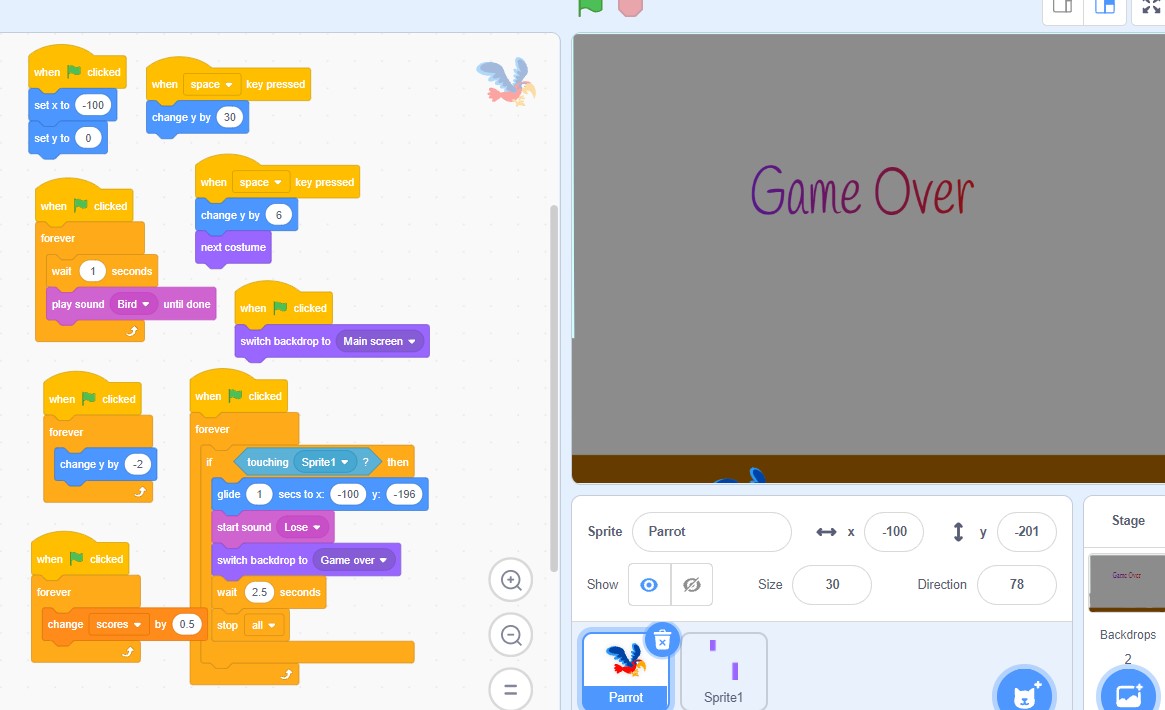 when clicked
set x to -100
set y to 0
when space key pressed
change y by 30
when clicked
forever
wait 1 seconds
play sound Bird until done
when space key pressed
change y by 6
next costume
when clicked
switch backdrop to Main screen
when clicked
forever
change y by -2
when clicked
forever
if touching Sprite1 ? then
glide 1 secs to x: -100 y: -196
start sound Lose
switch backdrop to Game over
wait 2.5 seconds
stop all
when clicked
forever
change scores by 0.5
Game Over
Sprite Parrot x -100 y -201
Show Size 30 Direction 78
Parrot
Sprite1
Stage
Game Over
Backdrops
2